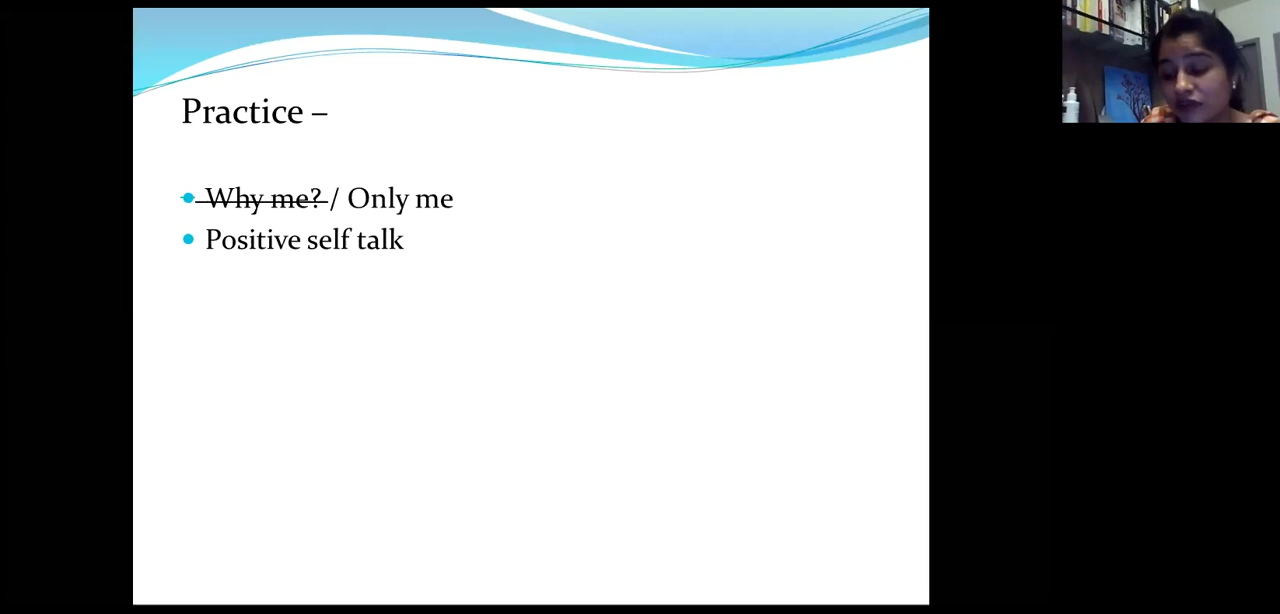 Practice –
• Why me? / Only me
• Positive self talk